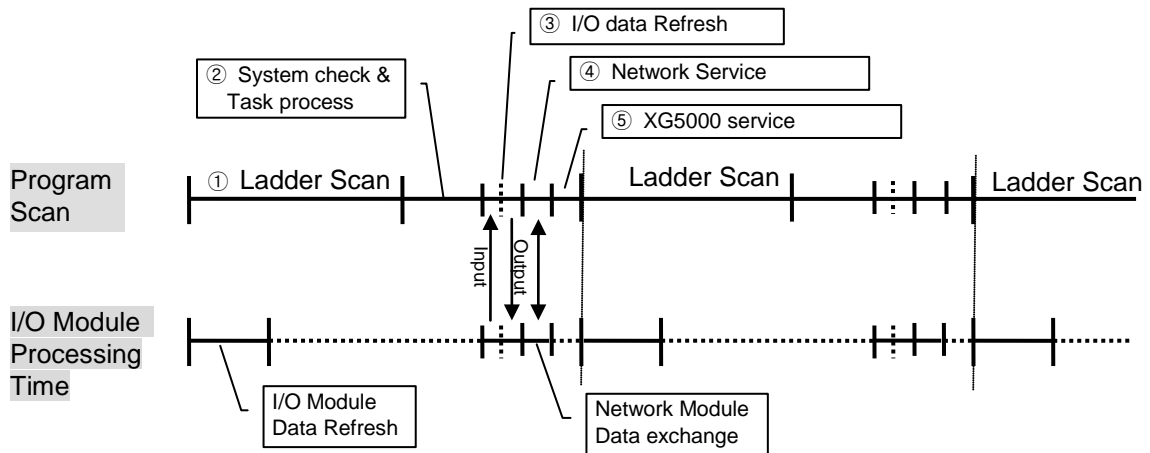 ③ I/O data Refresh
② System check &
Task process
④ Network Service
⑤ XG5000 service
Program
Scan
① Ladder Scan
Ladder Scan
Ladder Scan
Input
Output
I/O Module
Processing
Time
I/O Module
Data Refresh
Network Module
Data exchange